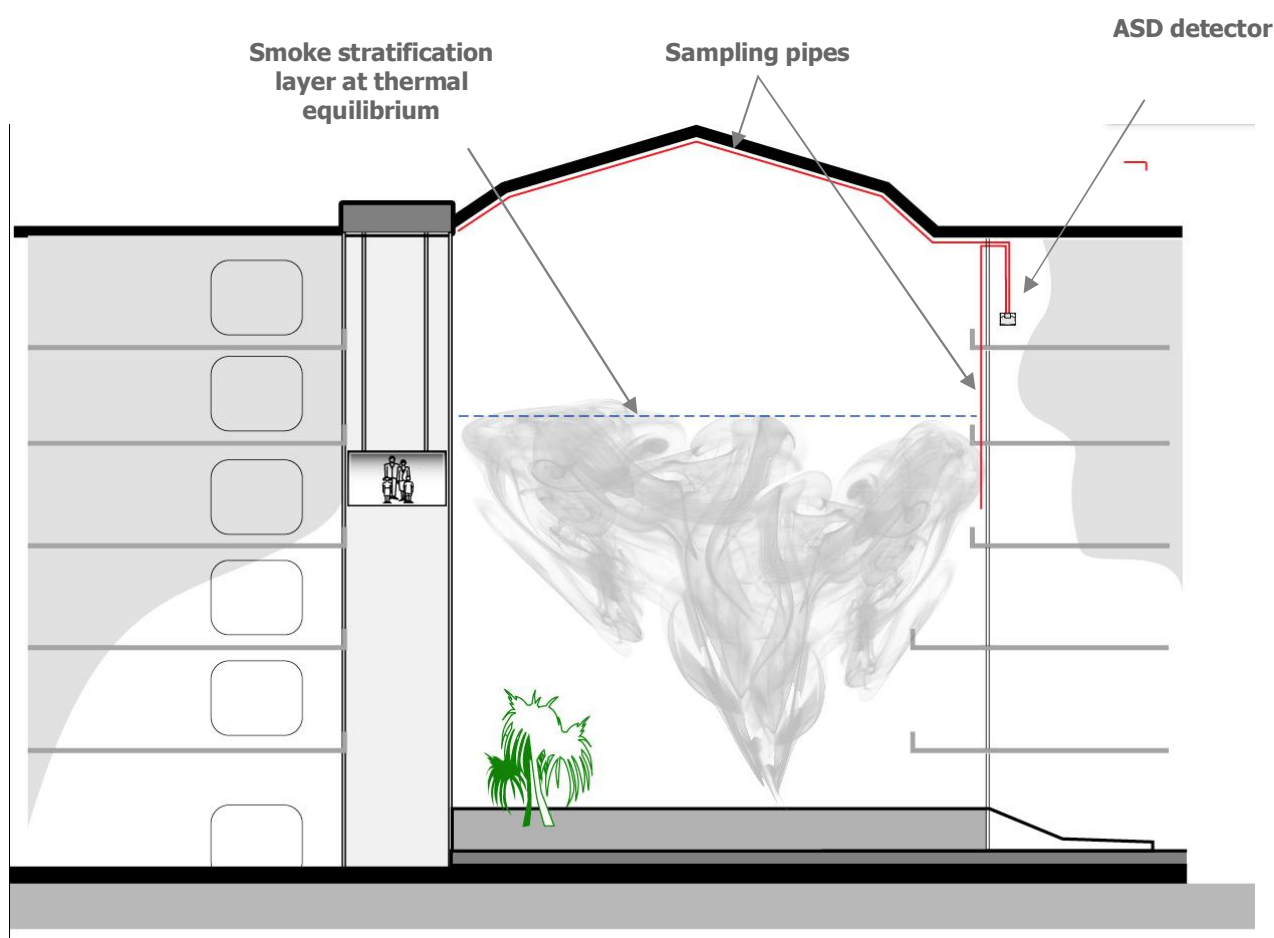 Smoke stratification
layer at thermal
equilibrium
Sampling pipes
ASD detector